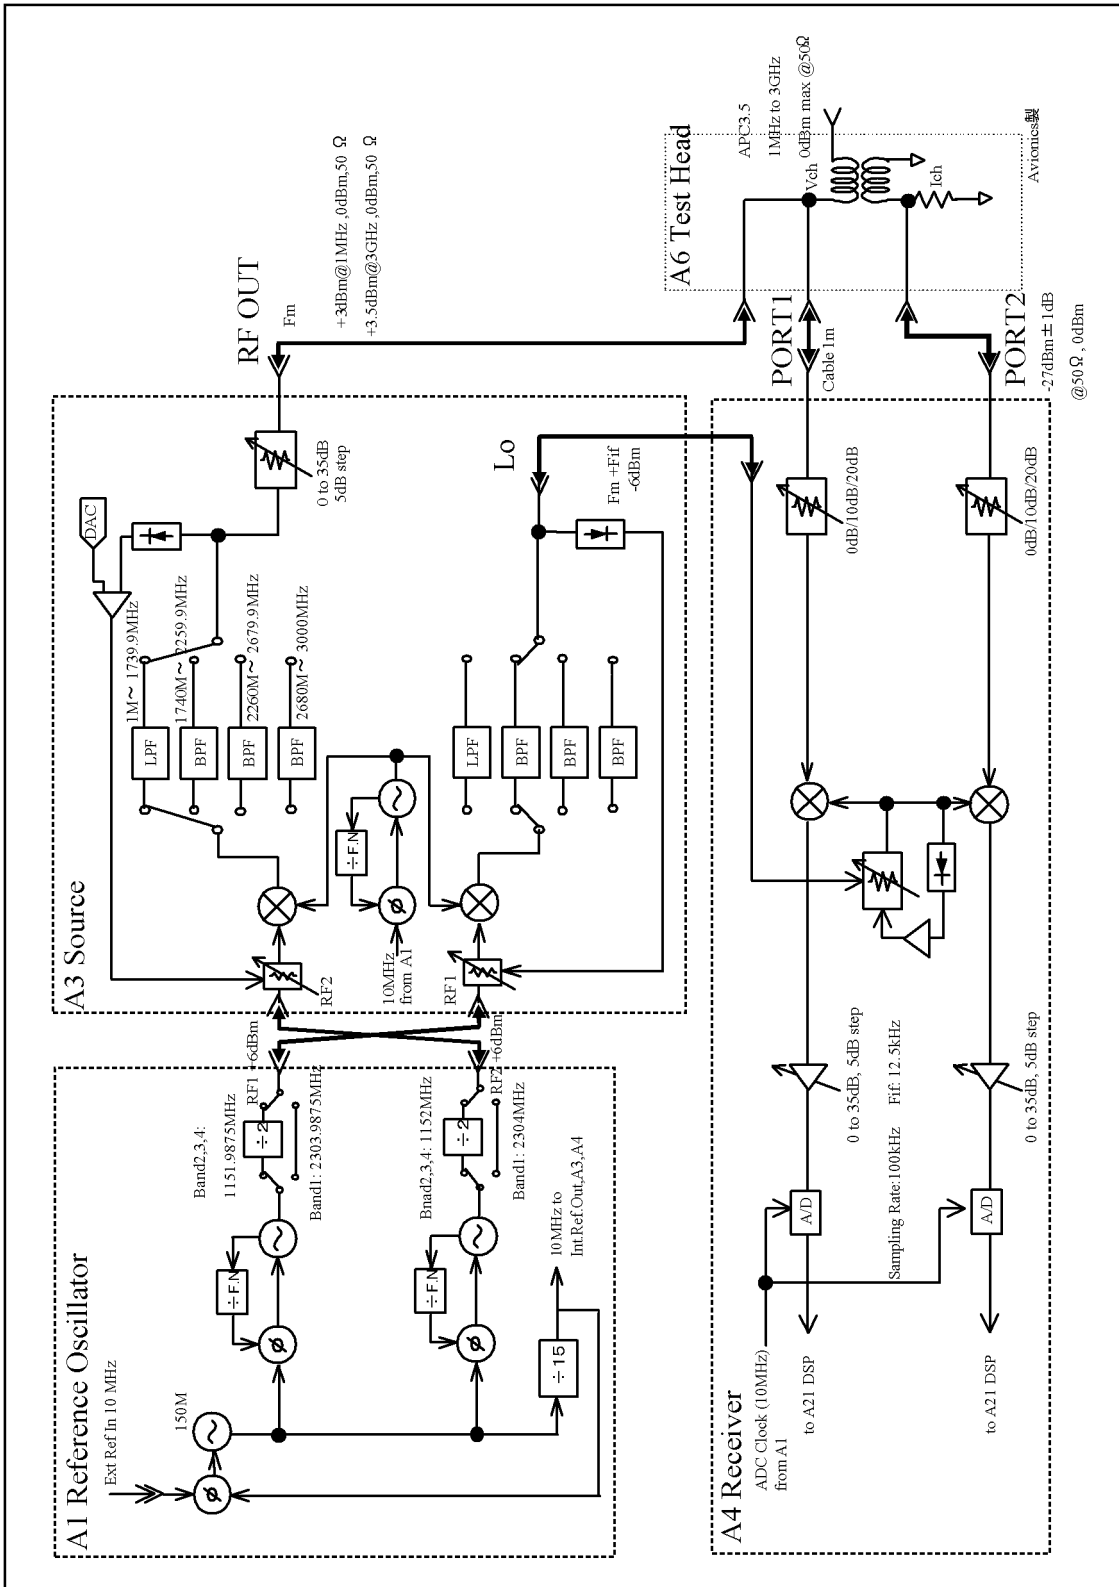 A1 Reference Oscillator
Ext Ref In 10 MHz
150M
÷F.N
÷2
Band2,3,4:
1151.9875MHz
Band1: 2303.9875MHz
RF1 +6dBm
÷F.N
÷2
Bnad2,3,4: 1152MHz
Band1: 2304MHz
RF2 +6dBm
÷15
10MHz to
Int.Ref.Out,A3,A4
A3 Source
RF2
10MHz
from A1
RF1
÷F.N
LPF
BPF
BPF
BPF
1M~ 1739.9MHz
1740M~ 2259.9MHz
2260M~ 2679.9MHz
2680M~ 3000MHz
DAC
0 to 35dB
5dB step
LPF
BPF
BPF
BPF
RF OUT
Fm
+3dBm@1MHz ,0dBm,50 Ω
+3.5dBm@3GHz ,0dBm,50 Ω
Lo
Fm +Fif
-6dBm
A4 Receiver
ADC Clock (10MHz)
from A1
to A21 DSP
A/D
0 to 35dB, 5dB step
Sampling Rate:100kHz
Fif: 12.5kHz
0dB/10dB/20dB
to A21 DSP
A/D
0 to 35dB, 5dB step
0dB/10dB/20dB
PORT1
Cable 1m
PORT2
-27dBm± 1dB
@50Ω , 0dBm
A6 Test Head
APC3.5
1MHz to 3GHz
0dBm max @50Ω
Vch
Ich
Avionics製